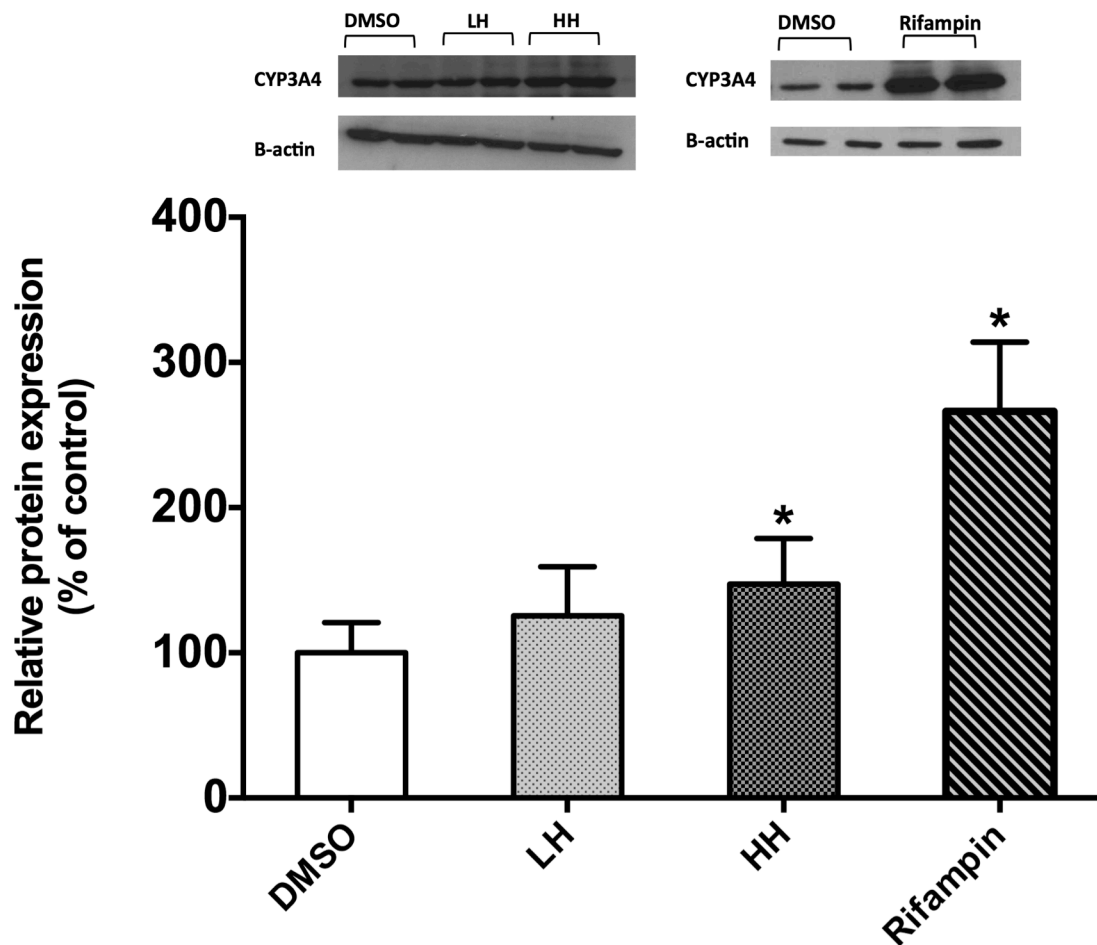 DMSO LH HH
CYP3A4
B-actin
DMSO Rifampin
CYP3A4
B-actin
Relative protein expression
(% of control)
400
300
200
100
0
*
*
DMSO
LH
HH
Rifampin